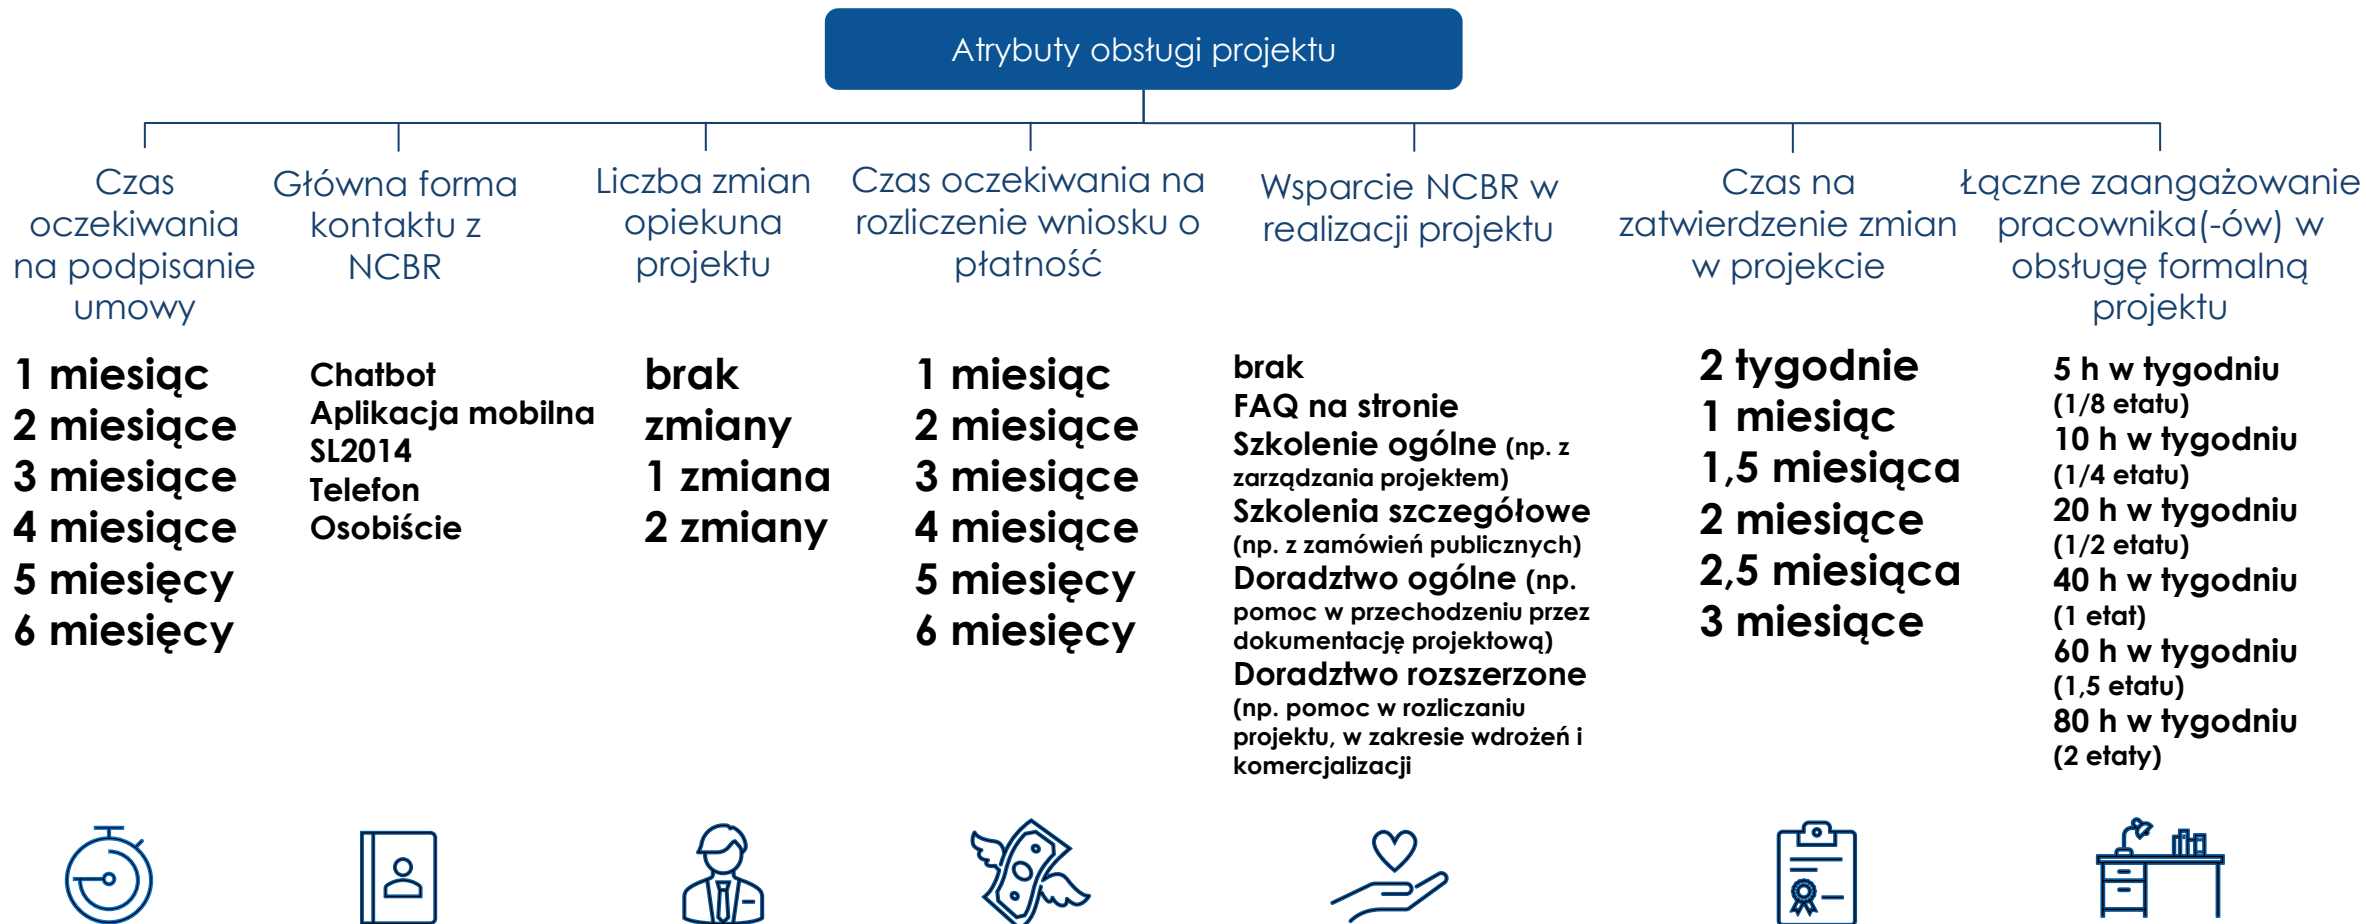 Atrybuty obsługi projektu
Czas
oczekiwania
na podpisanie
umowy
1 miesiąc
2 miesiące
3 miesiące
4 miesiące
5 miesięcy
6 miesięcy
Główna forma
kontaktu z
NCBR
Chatbot
Aplikacja mobilna
SL2014
Telefon
Osobiście
Liczba zmian
opiekuna
projektu
brak
zmiany
1 zmiana
2 zmiany
Czas oczekiwania na
rozliczenie wniosku o
płatność
1 miesiąc
2 miesiące
3 miesiące
4 miesiące
5 miesięcy
6 miesięcy
Wsparcie NCBR w
realizacji projektu
brak
FAQ na stronie
Szkolenie ogólne (np. z
zarządzania projektem)
Szkolenia szczegółowe
(np. z zamówień publicznych)
Doradztwo ogólne (np.
pomoc w przechodzeniu przez
dokumentację projektową)
Doradztwo rozszerzone
(np. pomoc w rozliczaniu
projektu, w zakresie wdrożeń i
komercjalizacji
Czas na
zatwierdzenie zmian
w projekcie
2 tygodnie
1 miesiąc
1,5 miesiąca
2 miesiące
2,5 miesiąca
3 miesiące
Łączne zaangażowanie
pracownika(-ów) w
obsługę formalną
projektu
5 h w tygodniu
(1/8 etatu)
10 h w tygodniu
(1/4 etatu)
20 h w tygodniu
(1/2 etatu)
40 h w tygodniu
(1 etat)
60 h w tygodniu
(1,5 etatu)
80 h w tygodniu
(2 etaty)